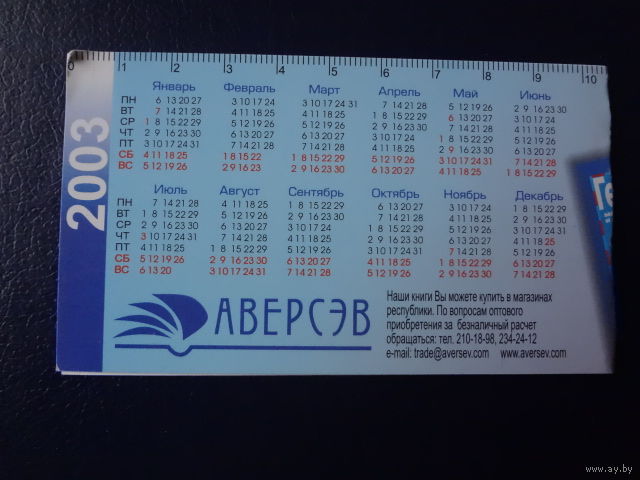 0 1 2 3 4 5 6 7 8 9 10
2003
Январь Февраль Март Апрель Май Июнь
ПН 6 13 20 27 3 10 17 24 3 10 17 24 31 7 14 21 28 5 12 19 26 2 9 16 23 30
ВТ 7 14 21 28 4 11 18 25 4 11 18 25 1 8 15 22 29 6 13 20 27 3 10 17 24
СР 1 8 15 22 29 5 12 19 26 5 12 19 26 2 9 16 23 30 7 14 21 28 4 11 18 25
ЧТ 2 9 16 23 30 6 13 20 27 6 13 20 27 3 10 17 24 1 8 15 22 29 5 12 19 26
ПТ 3 10 17 24 31 7 14 21 28 7 14 21 28 4 11 18 25 2 9 16 23 30 6 13 20 27
СБ 4 11 18 25 1 8 15 22 1 8 15 22 29 5 12 19 26 3 10 17 24 31 7 14 21 28
ВС 5 12 19 26 2 9 16 23 2 9 16 23 30 6 13 20 27 4 11 18 25 1 8 15 22 29
Июль Август Сентябрь Октябрь Ноябрь Декабрь
ПН 7 14 21 28 4 11 18 25 1 8 15 22 29 6 13 20 27 3 10 17 24 1 8 15 22 29
ВТ 1 8 15 22 29 5 12 19 26 2 9 16 23 30 7 14 21 28 4 11 18 25 2 9 16 23 30
СР 2 9 16 23 30 6 13 20 27 3 10 17 24 1 8 15 22 29 5 12 19 26 3 10 17 24 31
ЧТ 3 10 17 24 31 7 14 21 28 4 11 18 25 2 9 16 23 30 6 13 20 27 4 11 18 25
ПТ 4 11 18 25 1 8 15 22 29 5 12 19 26 3 10 17 24 31 7 14 21 28 5 12 19 26
СБ 5 12 19 26 2 9 16 23 30 6 13 20 27 4 11 18 25 1 8 15 22 29 6 13 20 27
ВС 6 13 20 3 10 17 24 31 7 14 21 28 5 12 19 26 2 9 16 23 30 7 14 21 28
АВЕРСЭВ
Наши книги Вы можете купить в магазинах
республики. По вопросам оптового
приобретения за безналичный расчет
обращаться: тел. 210-18-98, 234-24-12
e-mail: trade@aversev.com www.aversev.com
www.ay.by